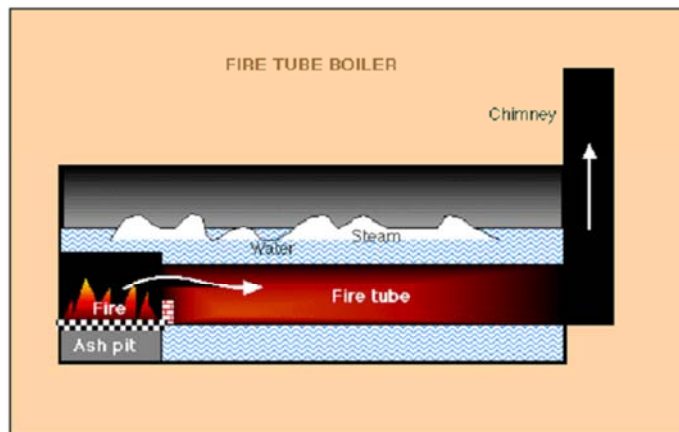 FIRE TUBE BOILER
Chimney
Steam
Water
Fire
Fire tube
Ash pit